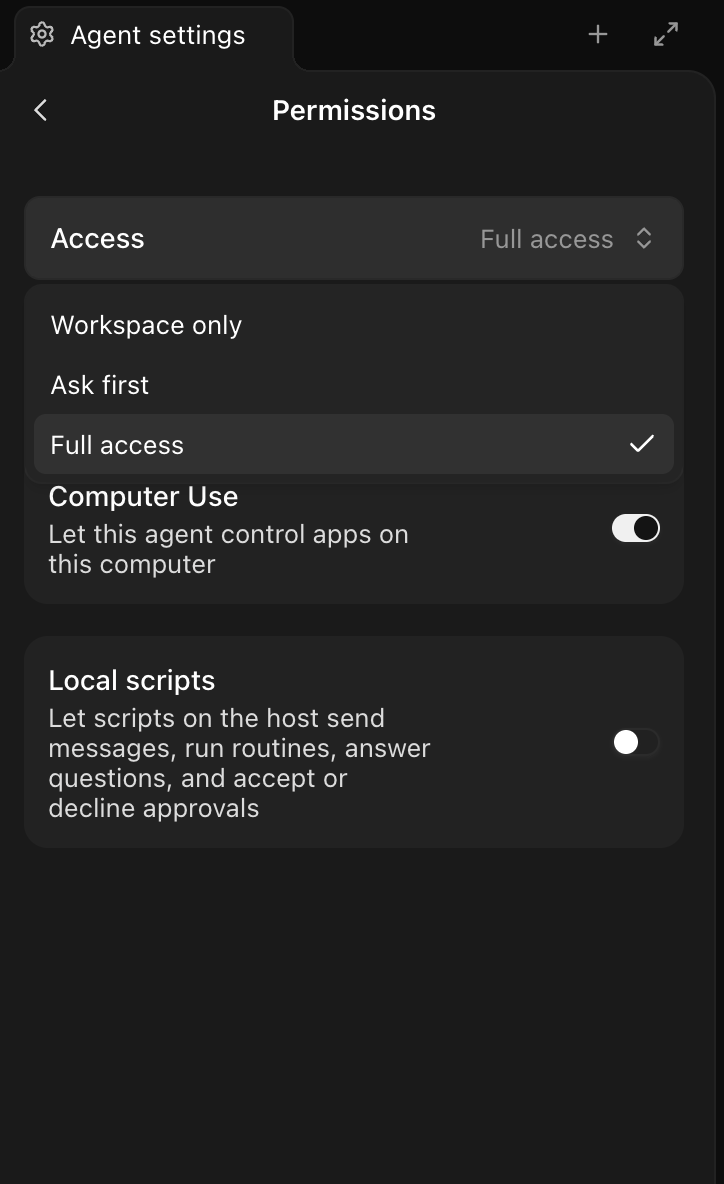 Agent settings
Permissions
Access
Full access
Workspace only
Ask first
Full access
Computer Use
Let this agent control apps on
this computer
Local scripts
Let scripts on the host send
messages, run routines, answer
questions, and accept or
decline approvals